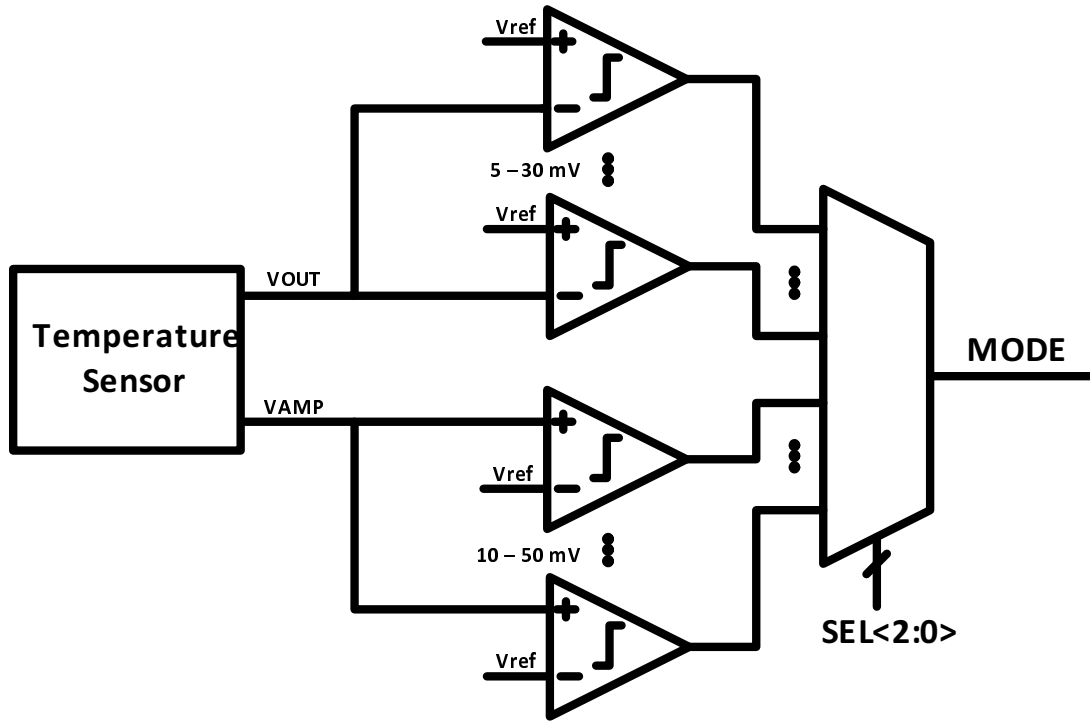 Vref
5 – 30 mV
Vref
VOUT
Temperature
Sensor
MODE
VAMP
Vref
10 – 50 mV
SEL<2:0>
Vref